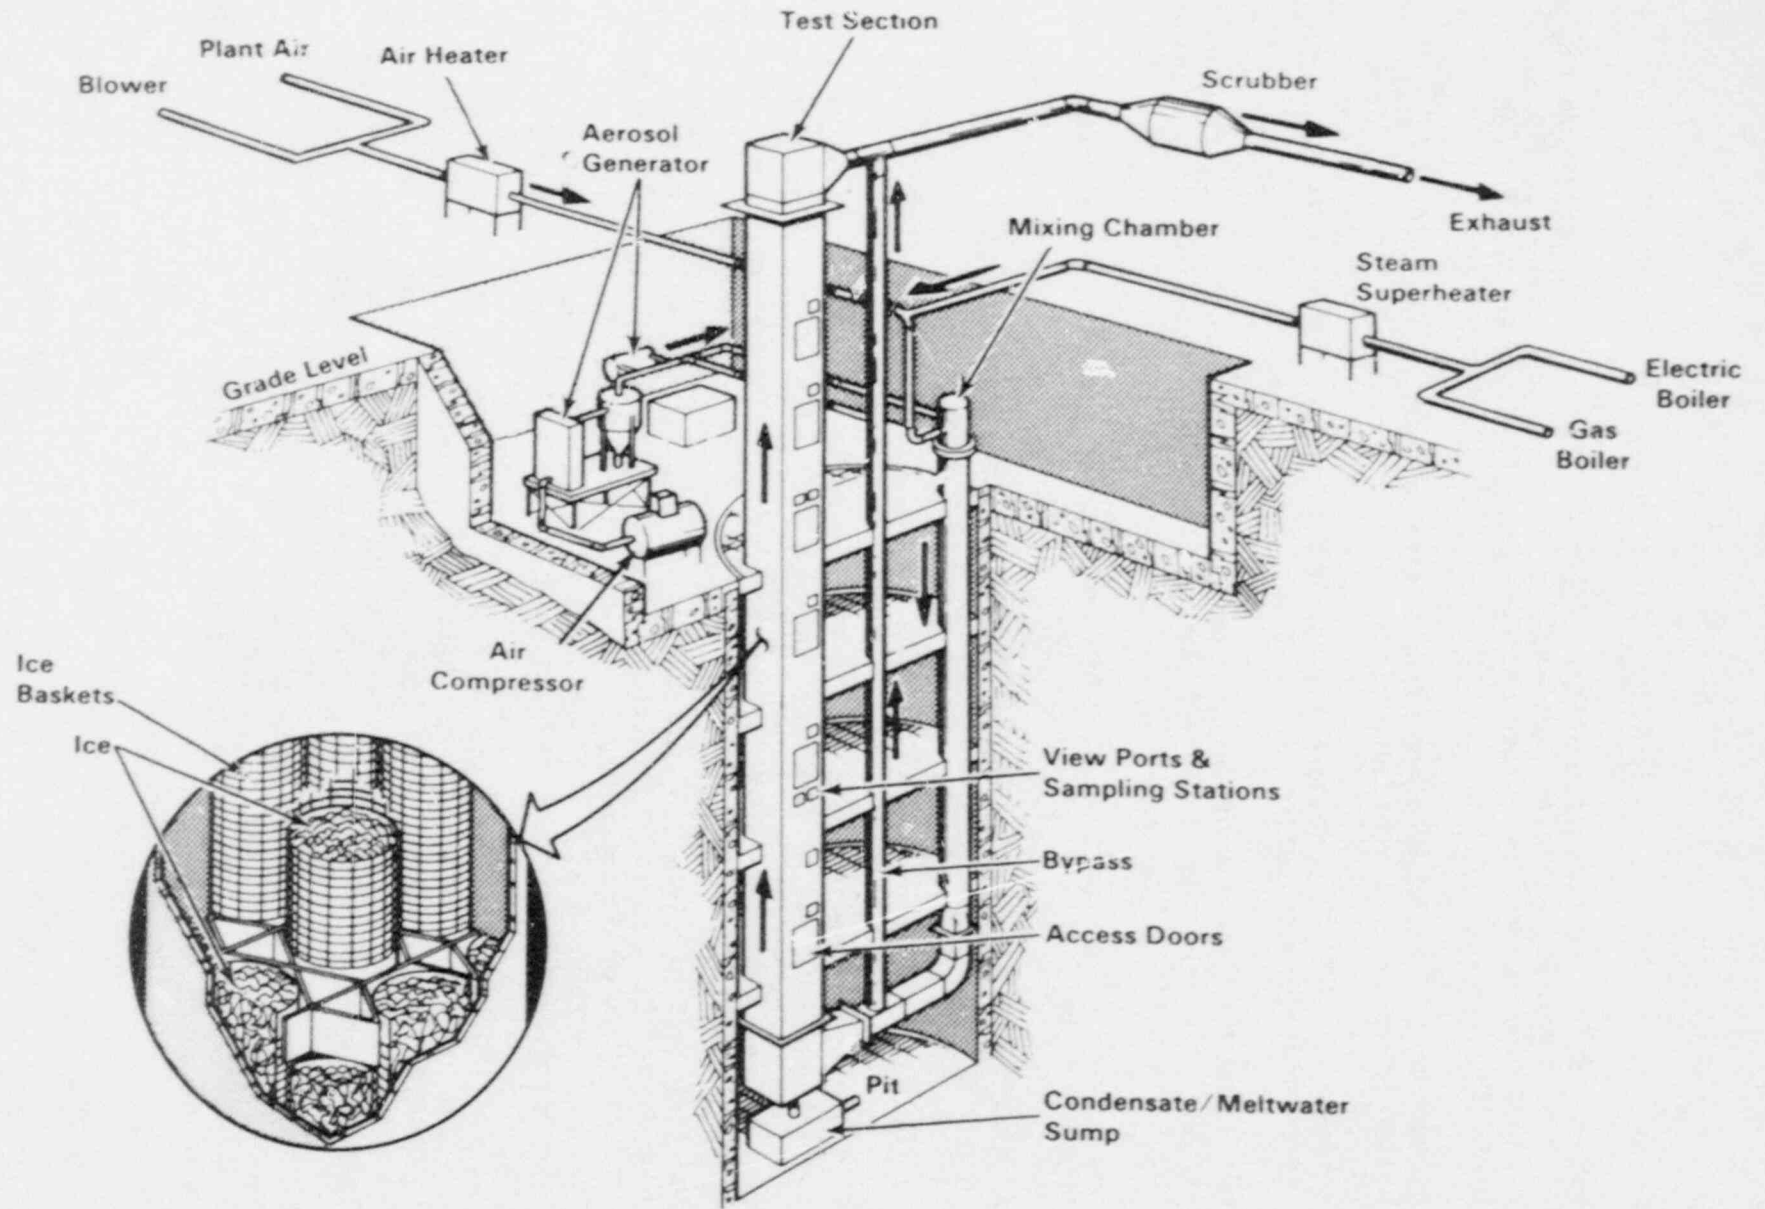 Test Section
Plant Air
Air Heater
Blower
Scrubber
Aerosol
Generator
Exhaust
Mixing Chamber
Steam
Superheater
Grade Level
Electric
Boiler
Gas
Boiler
Air
Compressor
Ice
Baskets
Ice
View Ports &
Sampling Stations
Bypass
Access Doors
Pit
Condensate/Meltwater
Sump